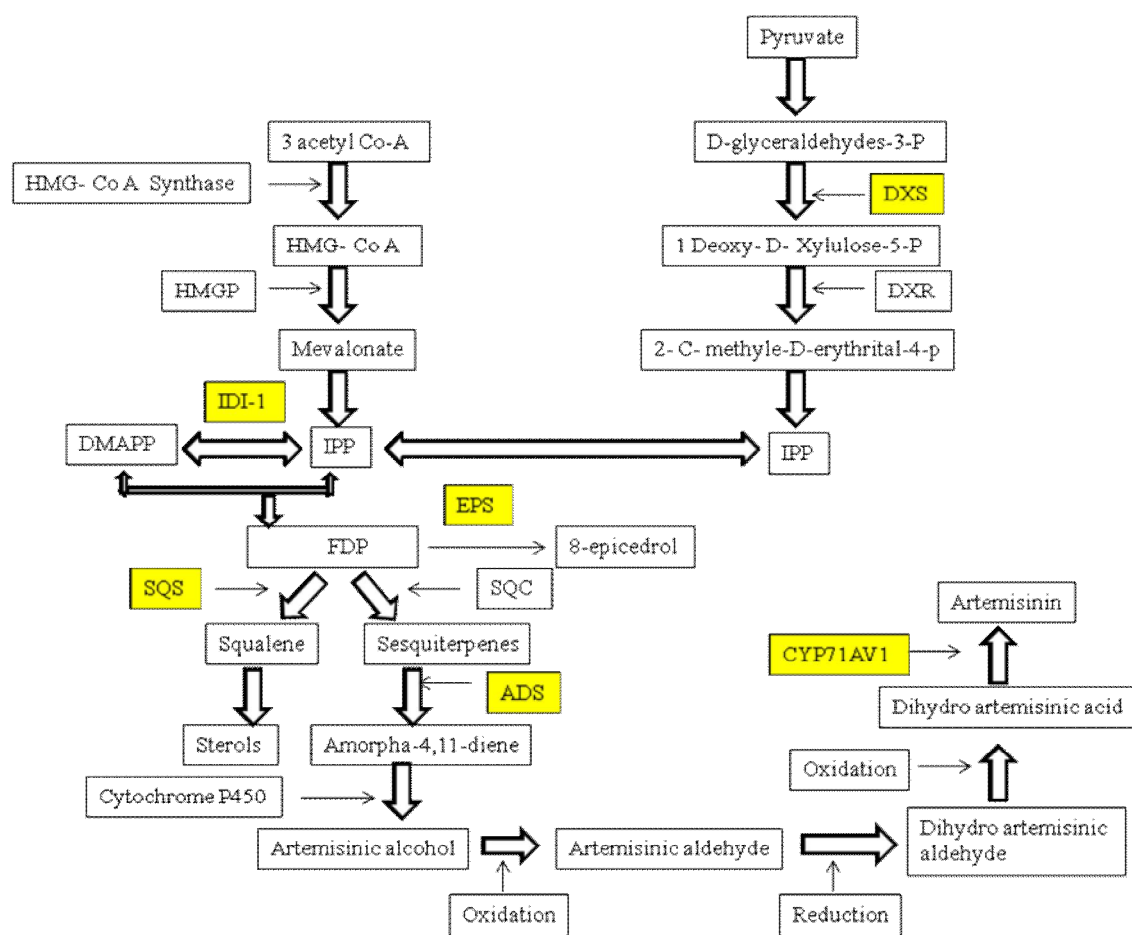 Pyruvate
3 acetyl Co-A
D-glyceraldehydes-3-P
HMG- Co A Synthase
DXS
HMG- Co A
1 Deoxy- D- Xylulose-5-P
HMGP
DXR
Mevalonate
2- C- methyle-D-erythrital-4-p
IDI-1
DMAPP
IPP
IPP
EPS
FDP
8-epicedrol
SQS
SQC
Artemisinin
Squalene
Sesquiterpenes
CYP71AV1
ADS
Dihydro artemisinic acid
Sterols
Amorpha-4,11-diene
Oxidation
Cytochrome P450
Artemisinic alcohol
Artemisinic aldehyde
Dihydro artemisinic
aldehyde
Oxidation
Reduction